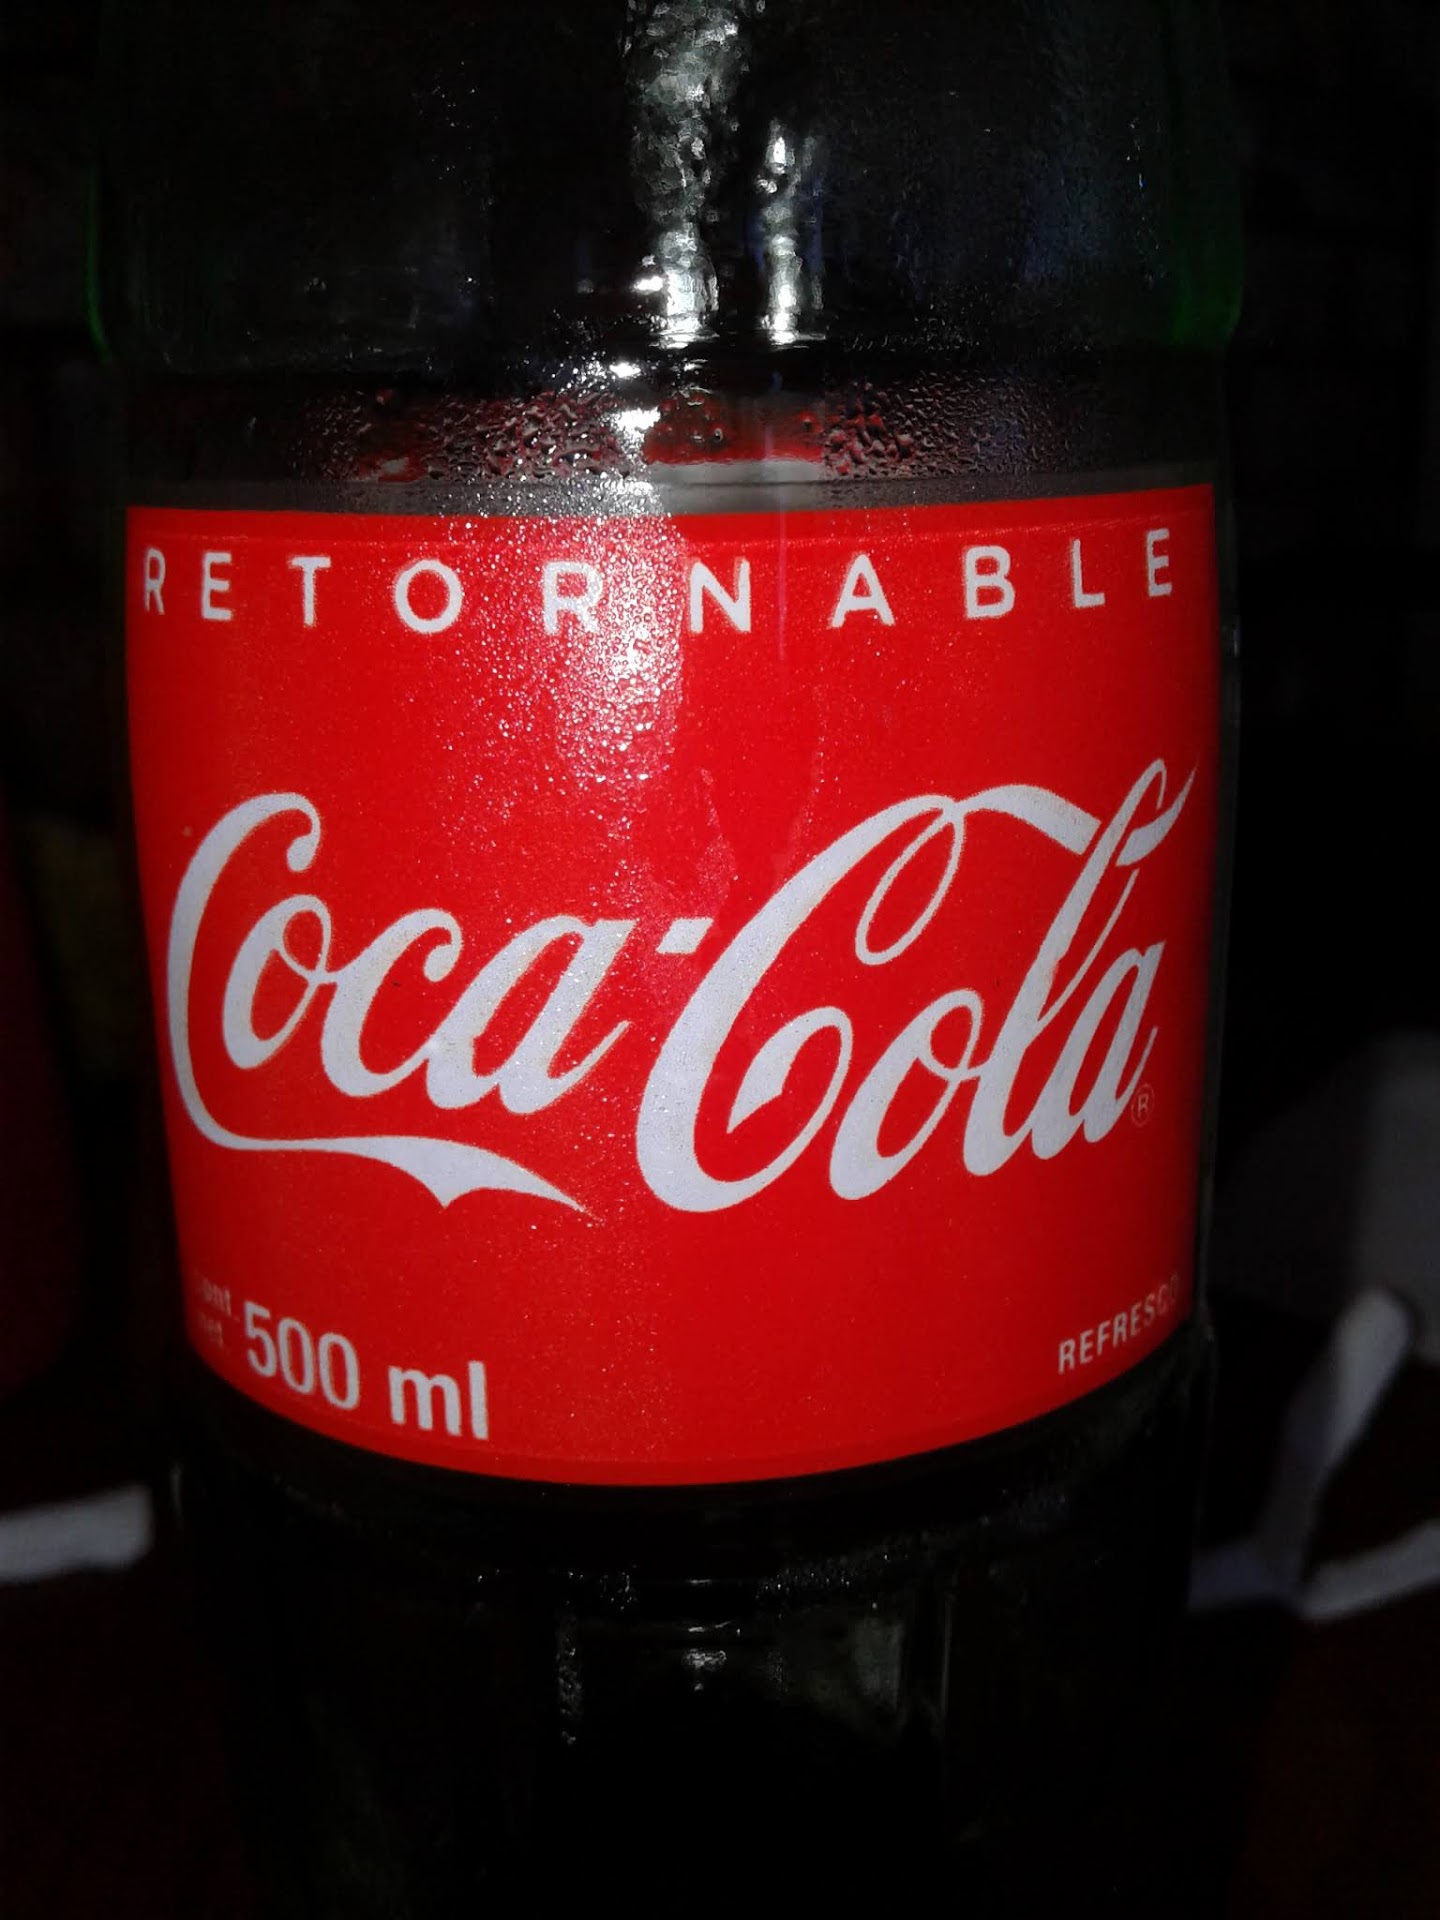 RETORNABLE
Coca-Cola®
500 ml
REFRESCO